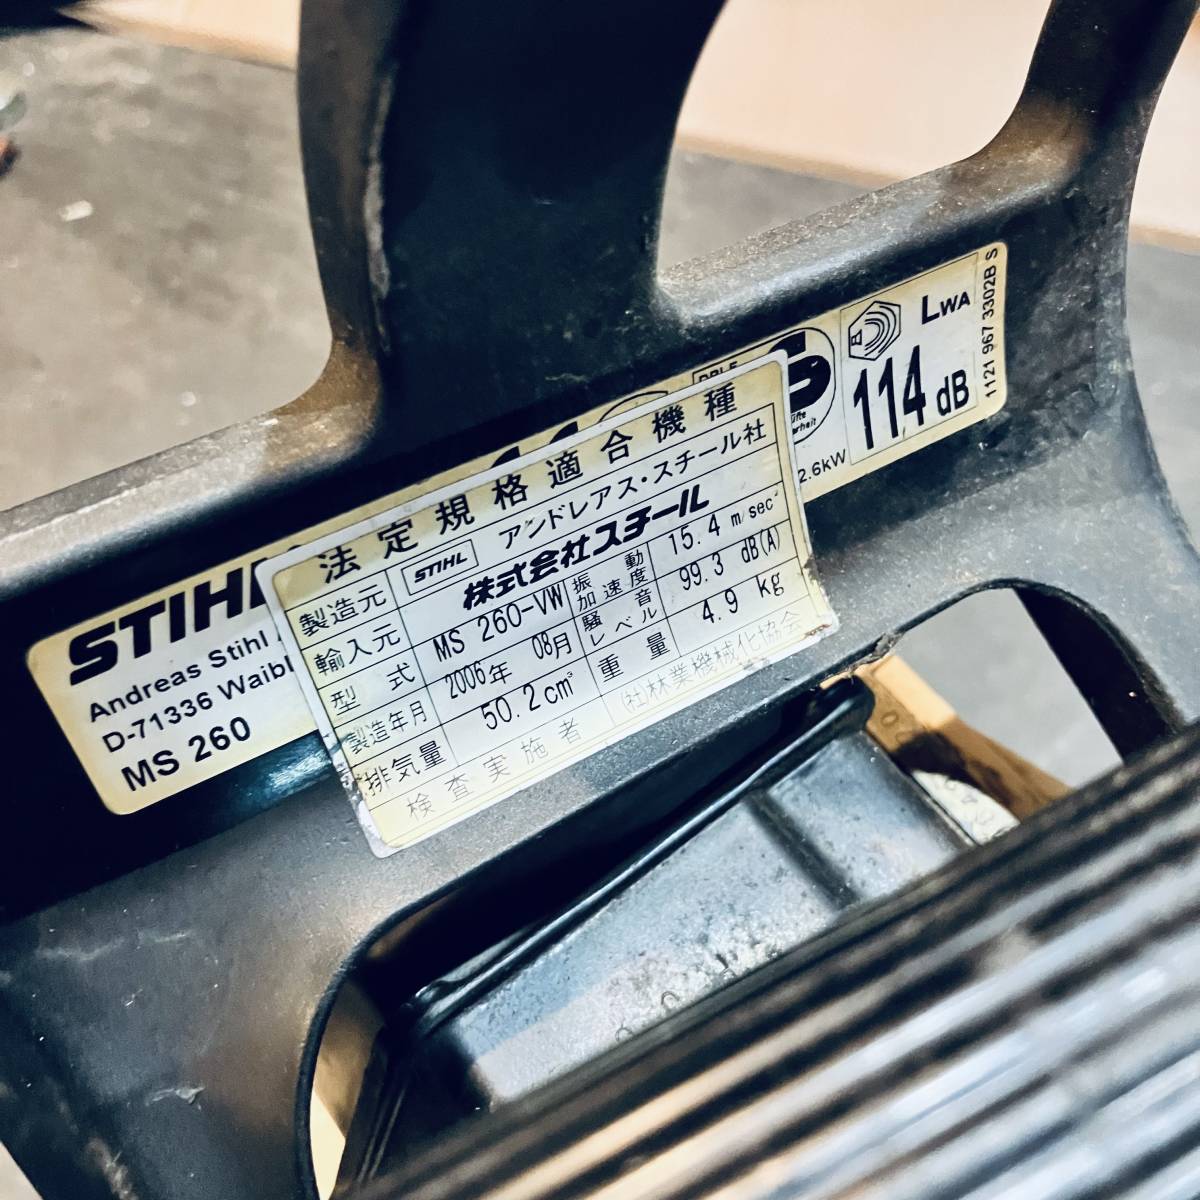 STIHL
Andreas Stihl
D-71336 Waibl
MS 260
法定規格適合機種
製造元 STIHL アンドレアス・スチール社
輸入元 株式会社スチール
型式 MS 260-VW 振動加速度 15.4 m/sec²
製造年月 2006年 08月 騒音レベル 99.3 dB(A)
排気量 50.2cm³ 重量 4.9 kg
検査実施者 (社)林業機械化協会
LWA
114 dB
2.6kW
1121 967 3302B S